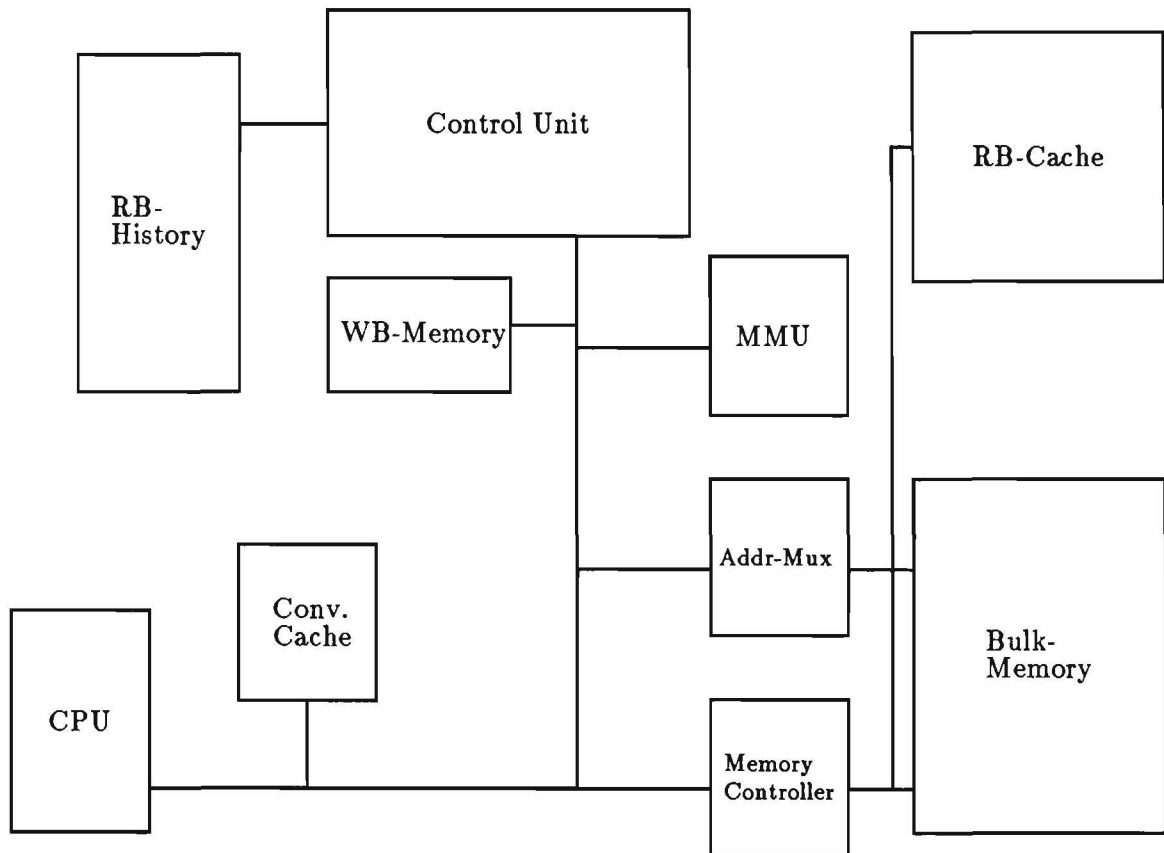 Control Unit
RB-Cache
RB-
History
WB-Memory
MMU
Addr-Mux
Conv.
Cache
Bulk-
Memory
CPU
Memory
Controller